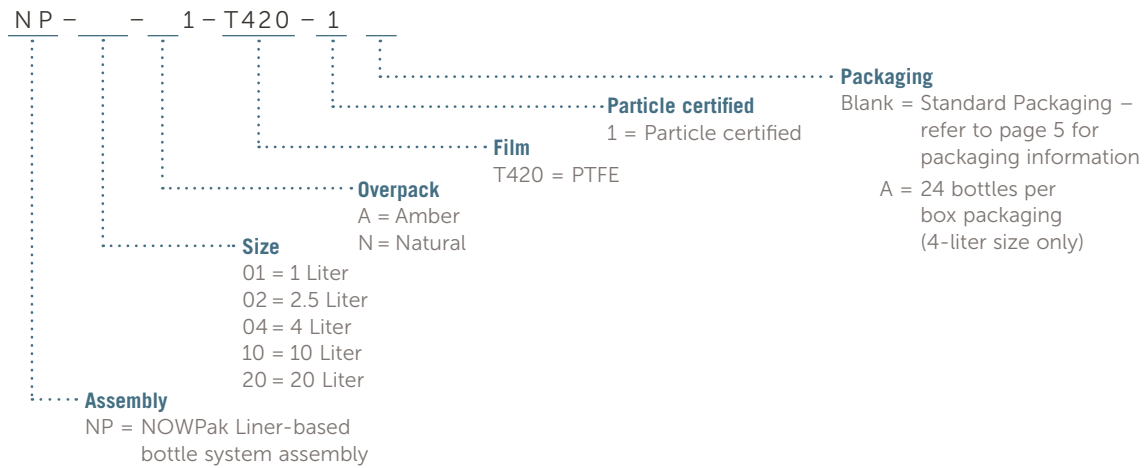 NP - - 1 - T420 - 1
Packaging
Blank = Standard Packaging –
refer to page 5 for
packaging information
A = 24 bottles per
box packaging
(4-liter size only)
Particle certified
1 = Particle certified
Film
T420 = PTFE
Overpack
A = Amber
N = Natural
Size
01 = 1 Liter
02 = 2.5 Liter
04 = 4 Liter
10 = 10 Liter
20 = 20 Liter
Assembly
NP = NOWPak Liner-based
bottle system assembly